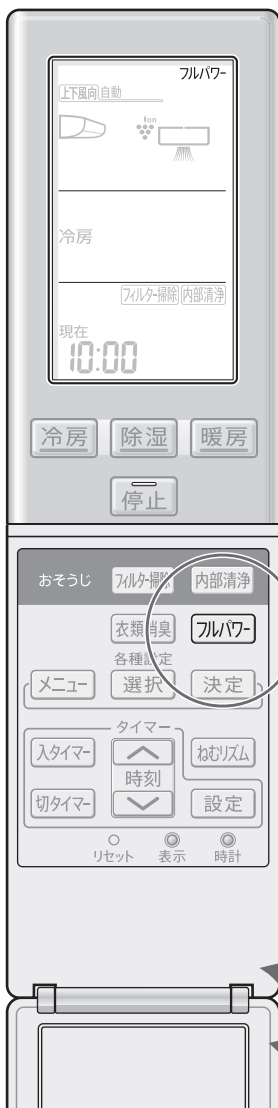 フルパワー
上下風向 自動
ion
冷房
フィルター掃除 内部清浄
現在
10:00
冷房 除湿 暖房
停止
おそうじ フィルター掃除 内部清浄
衣類消臭 フルパワー
各種設定
メニュー 選択 決定
タイマー
入タイマー 時刻 ねむリズム
切タイマー 設定
リセット 表示 時計